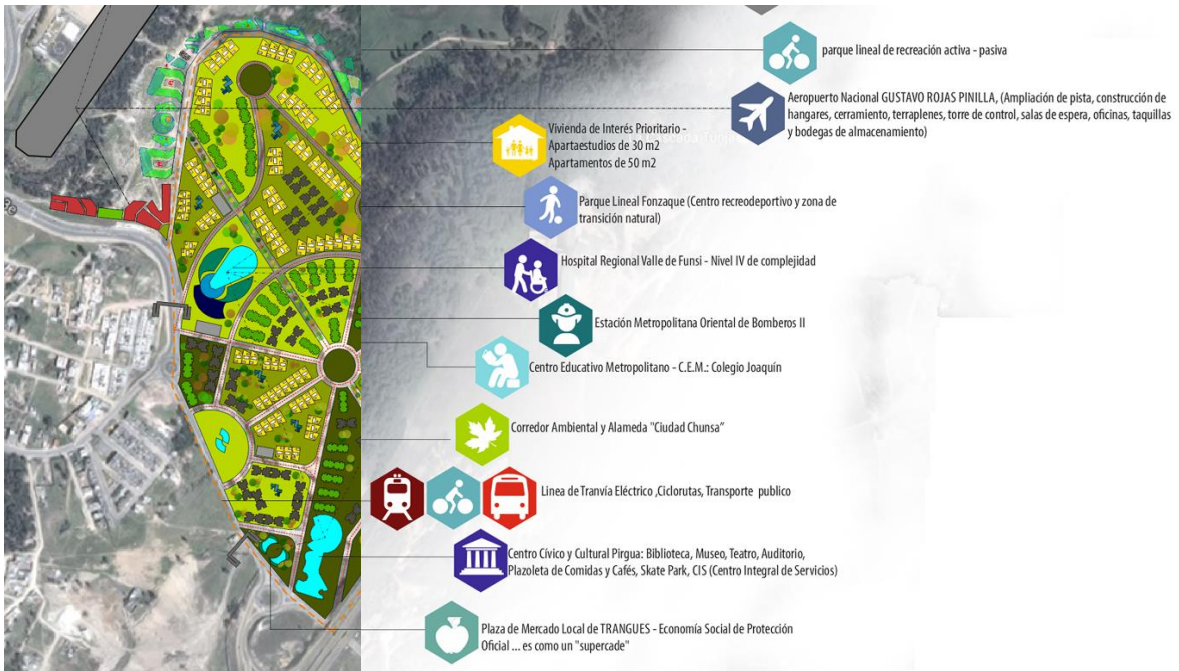 parque lineal de recreación activa - pasiva
Aeropuerto Nacional GUSTAVO ROJAS PINILLA, (Ampliación de pista, construcción de
hangares, cerramiento, terraplenes, torre de control, salas de espera, oficinas, taquillas
y bodegas de almacenamiento)
Vivienda de Interés Prioritario -
Apartaestudios de 30 m2
Apartamentos de 50 m2
Parque Lineal Fonzaque (Centro recreodeportivo y zona de
transición natural)
Hospital Regional Valle de Funsi - Nivel IV de complejidad
Estación Metropolitana Oriental de Bomberos II
Centro Educativo Metropolitano - C.E.M.: Colegio Joaquín
Corredor Ambiental y Alameda "Ciudad Chunsa"
Linea de Tranvía Eléctrico ,Ciclorutas, Transporte publico
Centro Cívico y Cultural Pirgua: Biblioteca, Museo, Teatro, Auditorio,
Plazoleta de Comidas y Cafés, Skate Park, CIS (Centro Integral de Servicios)
Plaza de Mercado Local de TRANGUES - Economía Social de Protección
Oficial ... es como un "supercade"